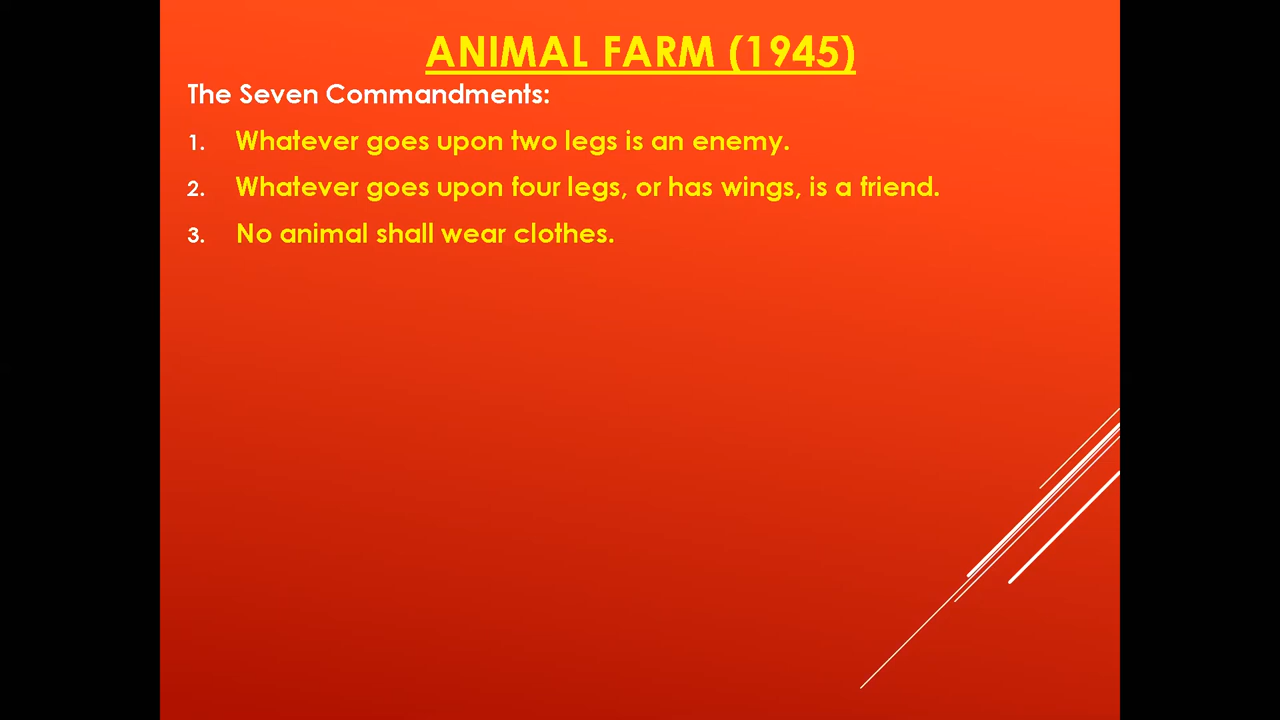 ANIMAL FARM (1945)
The Seven Commandments:
1. Whatever goes upon two legs is an enemy.
2. Whatever goes upon four legs, or has wings, is a friend.
3. No animal shall wear clothes.